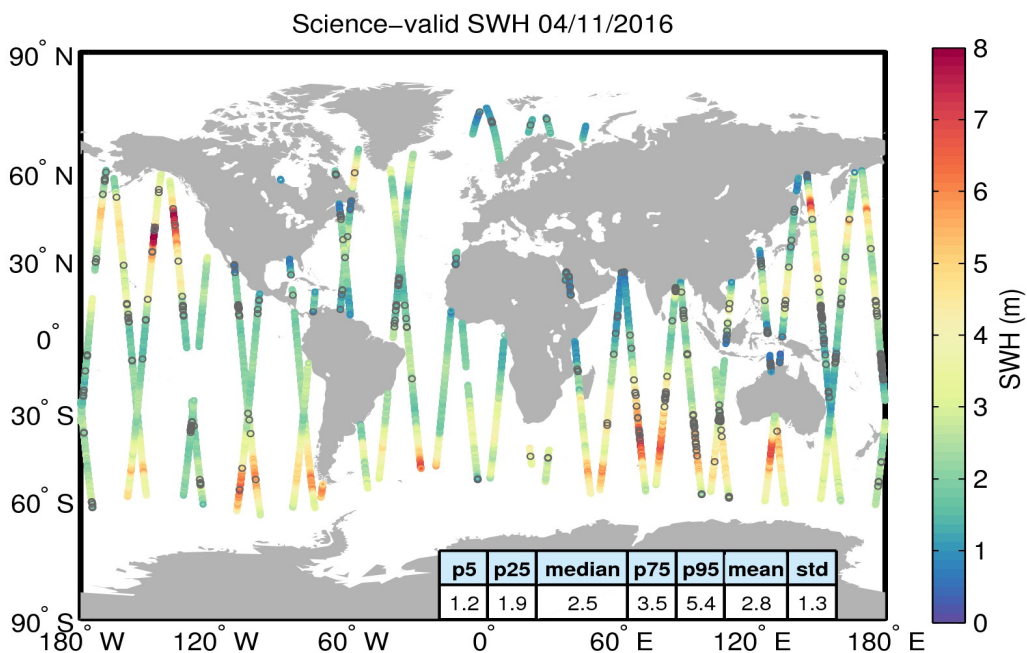 Science−valid SWH 04/11/2016
90° N
60° N
30° N
0°
30° S
60° S
90° S
180° W
120° W
60° W
0°
60° E
120° E
180° E
p5 p25 median p75 p95 mean std
1.2 1.9 2.5 3.5 5.4 2.8 1.3
8
7
6
5
4
3
2
1
0
SWH (m)